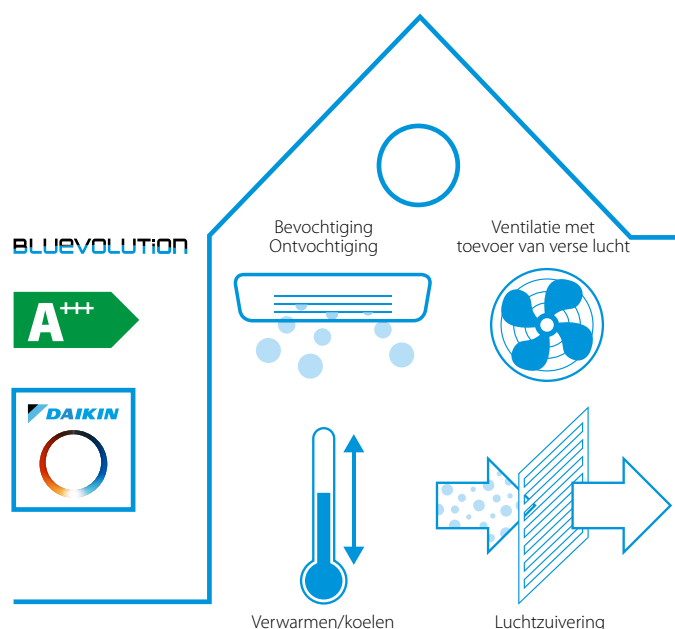 Bevochtiging
Ontvochtiging
Ventilatie met
toevoer van verse lucht
BLUEVOLUTION
A+++
DAIKIN
Verwarmen/koelen
Luchtzuivering